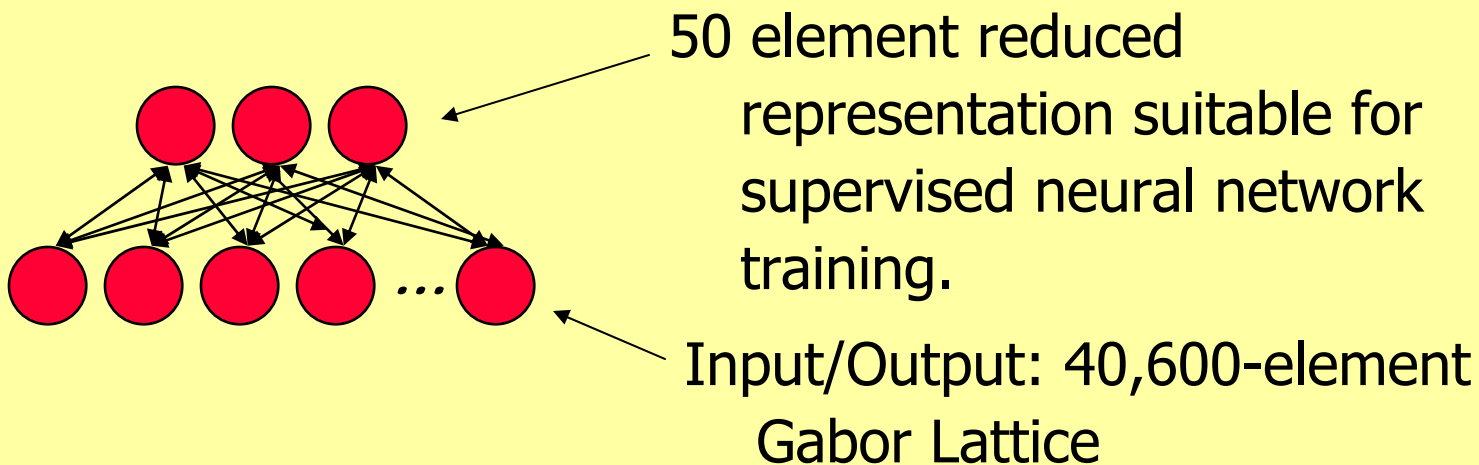 50 element reduced
representation suitable for
supervised neural network
training.
...
Input/Output: 40,600-element
Gabor Lattice